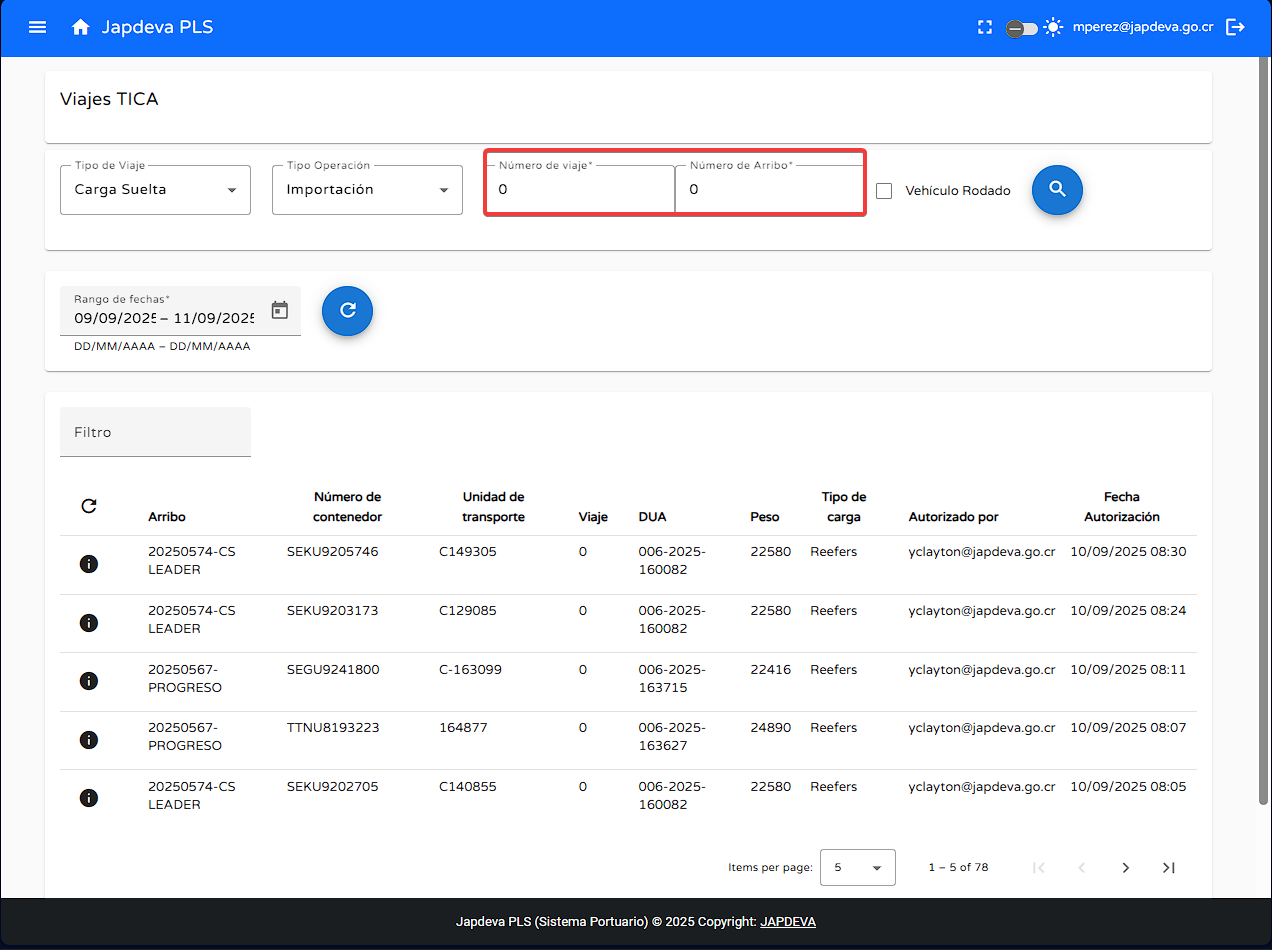 Japdeva PLS
mperez@japdeva.go.cr
Viajes TICA
Tipo de Viaje
Carga Suelta
Tipo Operación
Importación
Número de viaje*
0
Número de Arribo*
0
Vehículo Rodado
Rango de fechas*
09/09/2025 – 11/09/2025
DD/MM/AAAA – DD/MM/AAAA
Filtro
Arribo Número de contenedor Unidad de transporte Viaje DUA Peso Tipo de carga Autorizado por Fecha Autorización
20250574-CS LEADER SEKU9205746 C149305 0 006-2025-160082 22580 Reefers yclayton@japdeva.go.cr 10/09/2025 08:30
20250574-CS LEADER SEKU9203173 C129085 0 006-2025-160082 22580 Reefers yclayton@japdeva.go.cr 10/09/2025 08:24
20250567-PROGRESO SEGU9241800 C-163099 0 006-2025-163715 22416 Reefers yclayton@japdeva.go.cr 10/09/2025 08:11
20250567-PROGRESO TTNU8193223 164877 0 006-2025-163627 24890 Reefers yclayton@japdeva.go.cr 10/09/2025 08:07
20250574-CS LEADER SEKU9202705 C140855 0 006-2025-160082 22580 Reefers yclayton@japdeva.go.cr 10/09/2025 08:05
Items per page: 5 1 – 5 of 78
Japdeva PLS (Sistema Portuario) © 2025 Copyright: JAPDEVA